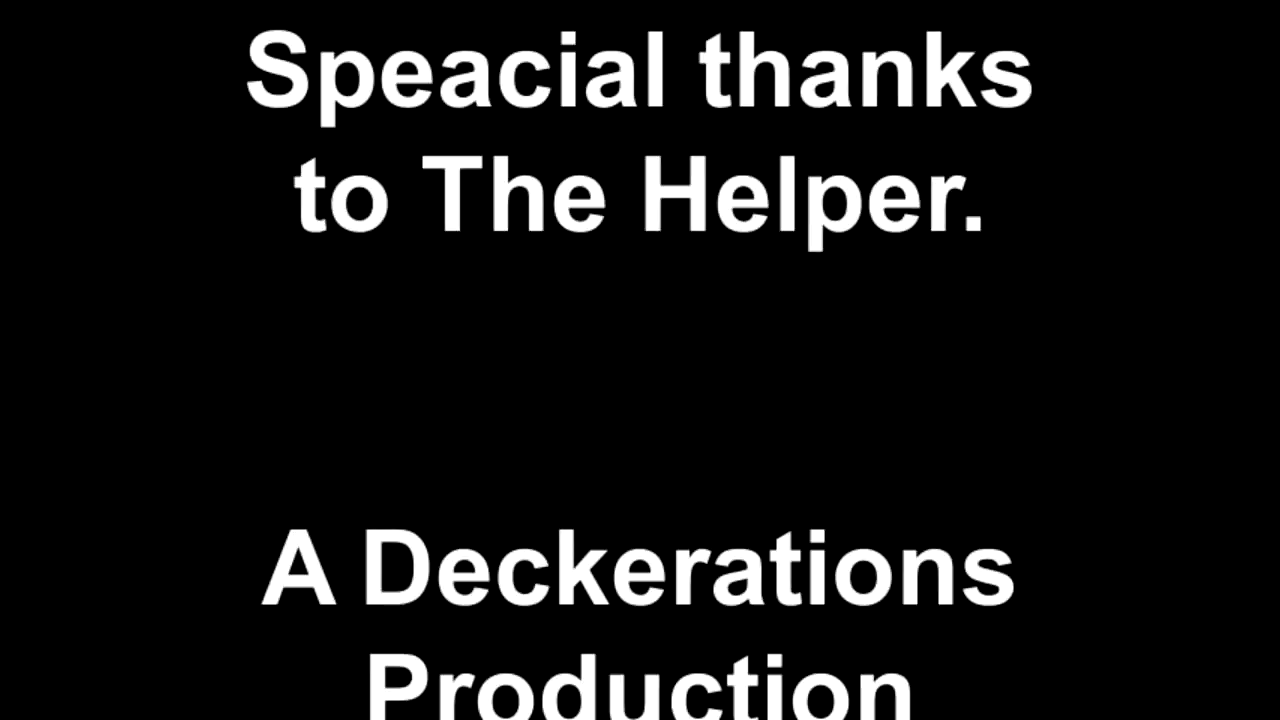 Speacial thanks
to The Helper.
A Deckerations
Production